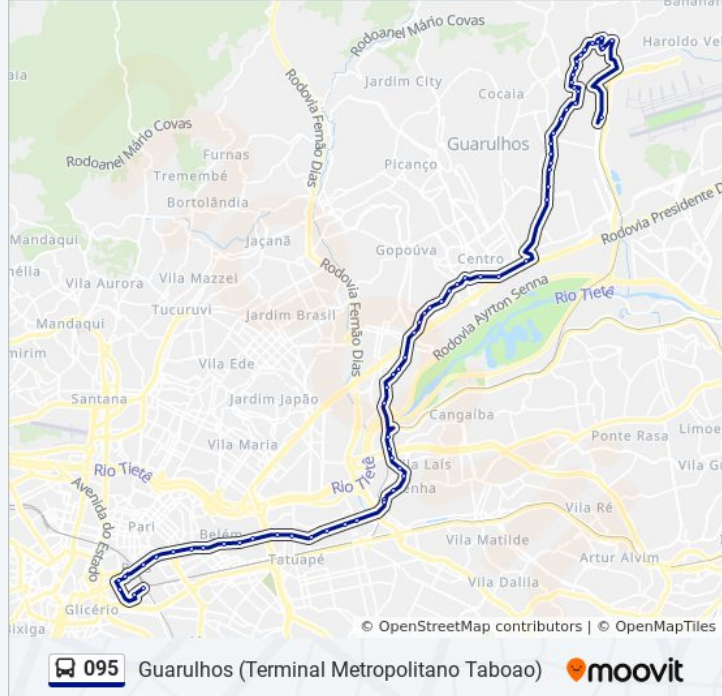 Bananal
Rodoanel Mário Covas
Haroldo Vel
aia
Jardim City
Rodovia Fernão Dias
Cocaia
Guarulhos
Rodoanel Mário Covas
Furnas
Picanço
Tremembé
Bortolândia
Rodovia Presidente D
Mandaqui
Jaçanã
Gopoúva
Centro
mélia
Vila Aurora
Vila Mazzei
Rodovia Fernão Dias
Rodovia Ayrton Senna
Rio Tietê
Tucuruvi
Jardim Brasil
Mandaqui
mirim
Vila Ede
Santana
Jardim Japão
Cangaíba
Limoe
Ponte Rasa
Vila Maria
Rio Tietê
Vila Laís
Vila Gu
Rio Tietê
enha
Avenida do Estado
Pari
Vila Ré
Belém
Vila Matilde
Tatuapé
Artur Alvim
Vila Dalila
Glicério
Bixiga
© OpenStreetMap contributors | © OpenMapTiles
095 Guarulhos (Terminal Metropolitano Taboao) moovit